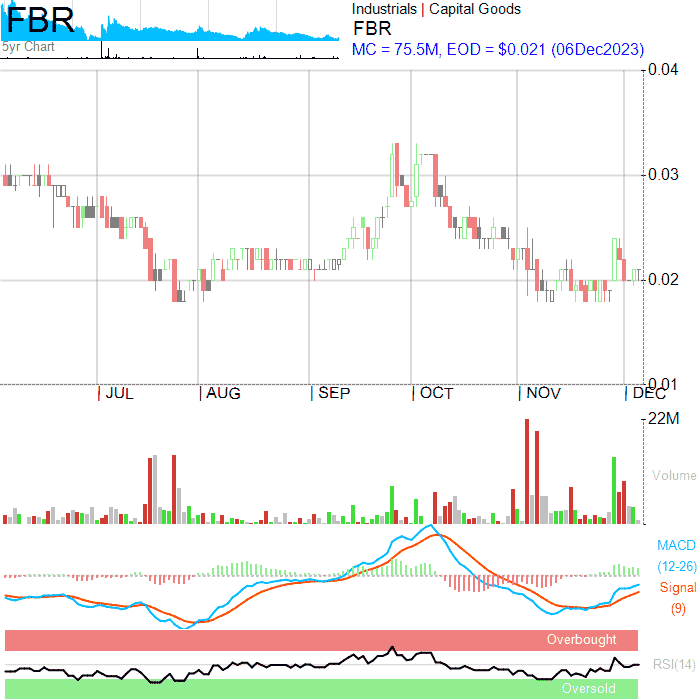 FBR
5yr Chart
Industrials | Capital Goods
FBR
MC = 75.5M, EOD = $0.021 (06Dec2023)
0.04
0.03
0.02
0.01
JUL AUG SEP OCT NOV DEC
22M
Volume
MACD
(12-26)
Signal
(9)
Overbought
RSI(14)
Oversold